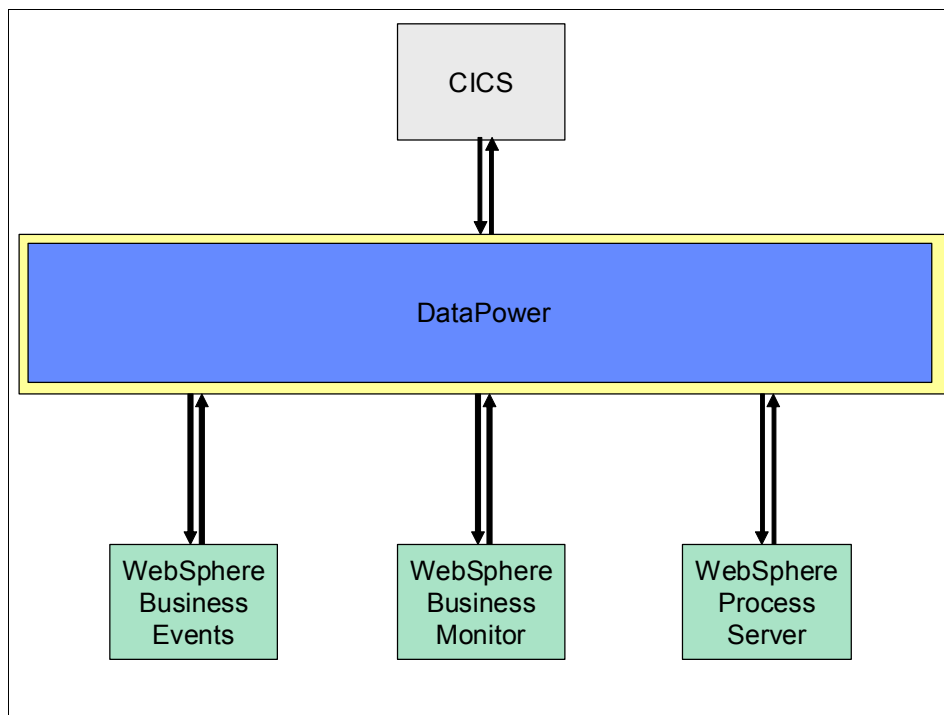 CICS
DataPower
WebSphere
Business
Events
WebSphere
Business
Monitor
WebSphere
Process
Server